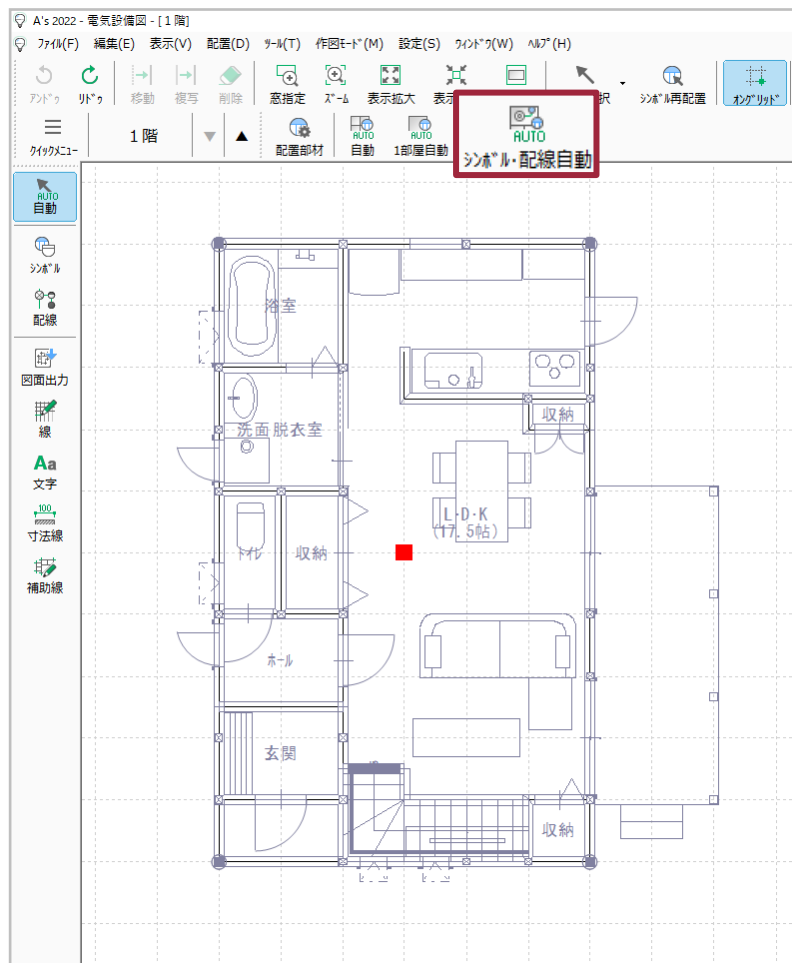 A's 2022 - 電気設備図 - [1 階]
ﾌｧｲﾙ(F) 編集(E) 表示(V) 配置(D) ﾂｰﾙ(T) 作図ﾓｰﾄﾞ(M) 設定(S) ｳｨﾝﾄﾞｳ(W) ﾍﾙﾌﾟ(H)
ｱﾝﾄﾞｩ ﾘﾄﾞｩ 移動 複写 削除 窓指定 ｽﾞｰﾑ 表示拡大 表示 択 ｼﾝﾎﾞﾙ再配置 ｵﾝｸﾞﾘｯﾄﾞ
ｸｲｯｸﾒﾆｭｰ 1階 ▼ ▲ 配置部材 AUTO 自動 AUTO 1部屋自動 AUTO ｼﾝﾎﾞﾙ・配線自動
AUTO
自動
ｼﾝﾎﾞﾙ
配線
図面出力
線
Aa
文字
100
寸法線
補助線
浴室
収納
洗面脱衣室
L・D・K
(17.5帖)
ﾄｲﾚ 収納
ﾎｰﾙ
玄関
収納